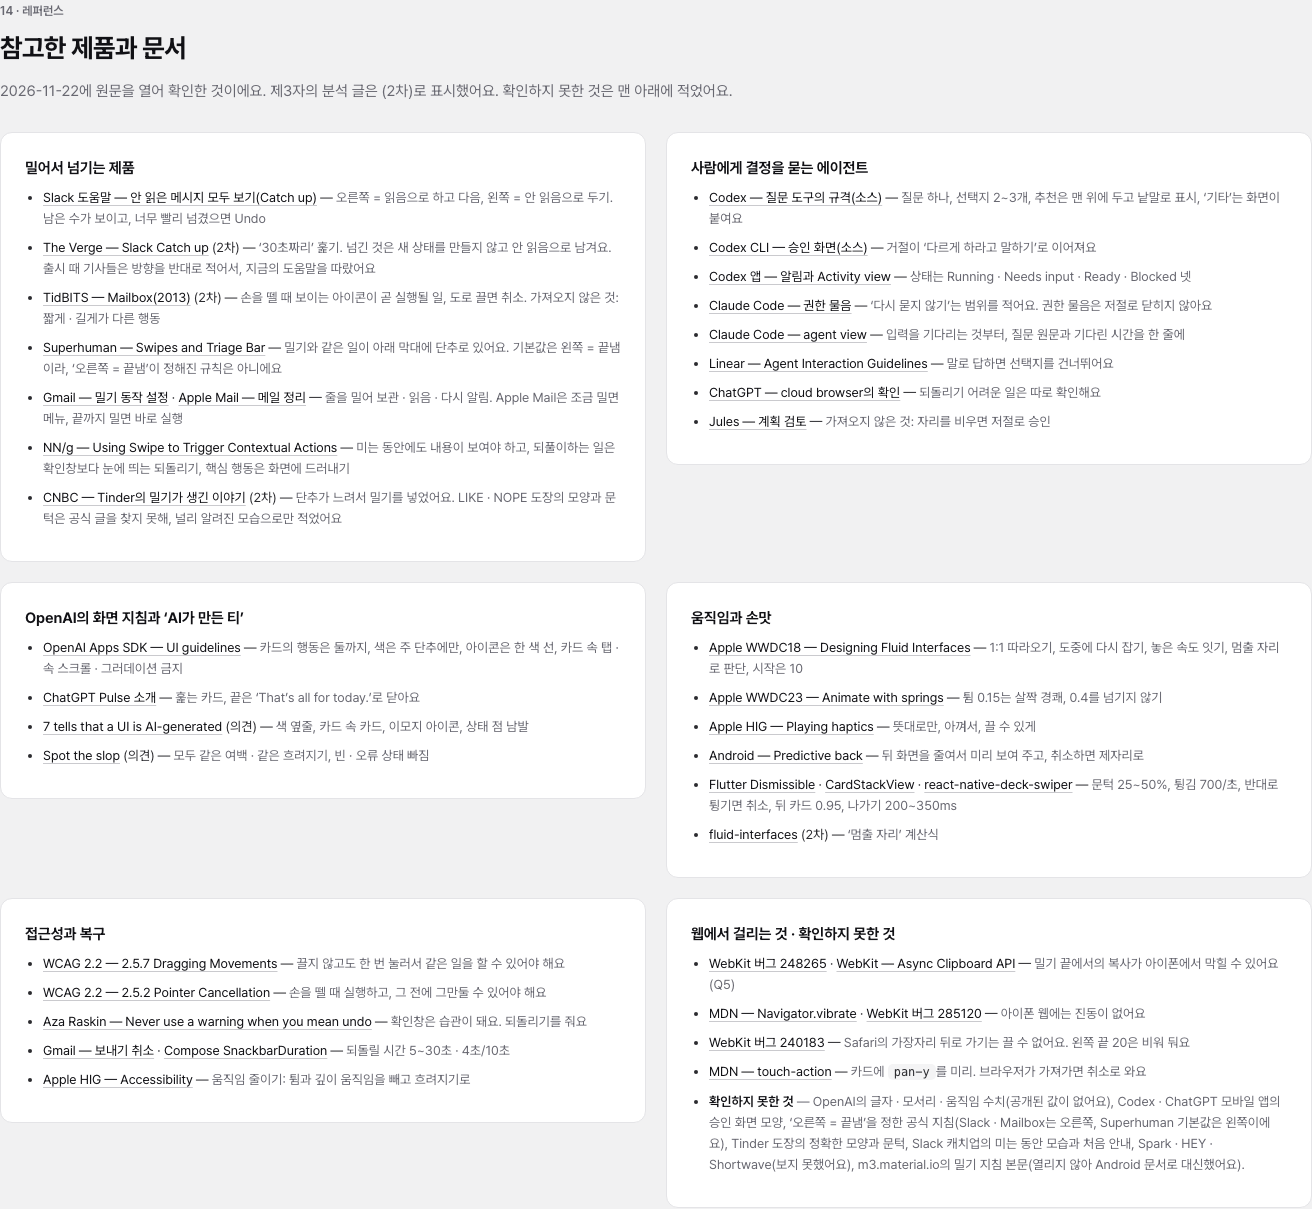 14 · 레퍼런스
참고한 제품과 문서
2026-11-22에 원문을 열어 확인한 것이에요. 제3자의 분석 글은 (2차)로 표시했어요. 확인하지 못한 것은 맨 아래에 적었어요.
밀어서 넘기는 제품
• Slack 도움말 — 안 읽은 메시지 모두 보기(Catch up) — 오른쪽 = 읽음으로 하고 다음, 왼쪽 = 안 읽음으로 두기.
남은 수가 보이고, 너무 빨리 넘겼으면 Undo
• The Verge — Slack Catch up (2차) — ‘30초짜리’ 훑기. 넘긴 것은 새 상태를 만들지 않고 안 읽음으로 남겨요.
출시 때 기사들은 방향을 반대로 적어서, 지금의 도움말을 따랐어요
• TidBITS — Mailbox(2013) (2차) — 손을 뗄 때 보이는 아이콘이 곧 실행될 일, 도로 끌면 취소. 가져오지 않은 것:
짧게 · 길게가 다른 행동
• Superhuman — Swipes and Triage Bar — 밀기와 같은 일이 아래 막대에 단추로 있어요. 기본값은 왼쪽 = 끝냄
이라, ‘오른쪽 = 끝냄’이 정해진 규칙은 아니에요
• Gmail — 밀기 동작 설정 · Apple Mail — 메일 정리 — 줄을 밀어 보관 · 읽음 · 다시 알림. Apple Mail은 조금 밀면
메뉴, 끝까지 밀면 바로 실행
• NN/g — Using Swipe to Trigger Contextual Actions — 미는 동안에도 내용이 보여야 하고, 되풀이하는 일은
확인창보다 눈에 띄는 되돌리기, 핵심 행동은 화면에 드러내기
• CNBC — Tinder의 밀기가 생긴 이야기 (2차) — 단추가 느려서 밀기를 넣었어요. LIKE · NOPE 도장의 모양과 문
턱은 공식 글을 찾지 못해, 널리 알려진 모습으로만 적었어요
사람에게 결정을 묻는 에이전트
• Codex — 질문 도구의 규격(소스) — 질문 하나, 선택지 2~3개, 추천은 맨 위에 두고 낱말로 표시, ‘기타’는 화면이
붙여요
• Codex CLI — 승인 화면(소스) — 거절이 ‘다르게 하라고 말하기’로 이어져요
• Codex 앱 — 알림과 Activity view — 상태는 Running · Needs input · Ready · Blocked 넷
• Claude Code — 권한 물음 — ‘다시 묻지 않기’는 범위를 적어요. 권한 물음은 저절로 닫히지 않아요
• Claude Code — agent view — 입력을 기다리는 것부터, 질문 원문과 기다린 시간을 한 줄에
• Linear — Agent Interaction Guidelines — 말로 답하면 선택지를 건너뛰어요
• ChatGPT — cloud browser의 확인 — 되돌리기 어려운 일은 따로 확인해요
• Jules — 계획 검토 — 가져오지 않은 것: 자리를 비우면 저절로 승인
OpenAI의 화면 지침과 ‘AI가 만든 티’
• OpenAI Apps SDK — UI guidelines — 카드의 행동은 둘까지, 색은 주 단추에만, 아이콘은 한 색 선, 카드 속 탭 ·
속 스크롤 · 그러데이션 금지
• ChatGPT Pulse 소개 — 훑는 카드, 끝은 ‘That’s all for today.’로 닫아요
• 7 tells that a UI is AI-generated (의견) — 색 옆줄, 카드 속 카드, 이모지 아이콘, 상태 점 남발
• Spot the slop (의견) — 모두 같은 여백 · 같은 흐려지기, 빈 · 오류 상태 빠짐
움직임과 손맛
• Apple WWDC18 — Designing Fluid Interfaces — 1:1 따라오기, 도중에 다시 잡기, 놓은 속도 잇기, 멈출 자리
로 판단, 시작은 10
• Apple WWDC23 — Animate with springs — 튐 0.15는 살짝 경쾌, 0.4를 넘기지 않기
• Apple HIG — Playing haptics — 뜻대로만, 아껴서, 끌 수 있게
• Android — Predictive back — 뒤 화면을 줄여서 미리 보여 주고, 취소하면 제자리로
• Flutter Dismissible · CardStackView · react-native-deck-swiper — 문턱 25~50%, 튕김 700/초, 반대로
튕기면 취소, 뒤 카드 0.95, 나가기 200~350ms
• fluid-interfaces (2차) — ‘멈출 자리’ 계산식
접근성과 복구
• WCAG 2.2 — 2.5.7 Dragging Movements — 끌지 않고도 한 번 눌러서 같은 일을 할 수 있어야 해요
• WCAG 2.2 — 2.5.2 Pointer Cancellation — 손을 뗄 때 실행하고, 그 전에 그만둘 수 있어야 해요
• Aza Raskin — Never use a warning when you mean undo — 확인창은 습관이 돼요. 되돌리기를 줘요
• Gmail — 보내기 취소 · Compose SnackbarDuration — 되돌릴 시간 5~30초 · 4초/10초
• Apple HIG — Accessibility — 움직임 줄이기: 튐과 깊이 움직임을 빼고 흐려지기로
웹에서 걸리는 것 · 확인하지 못한 것
• WebKit 버그 248265 · WebKit — Async Clipboard API — 밀기 끝에서의 복사가 아이폰에서 막힐 수 있어요
(Q5)
• MDN — Navigator.vibrate · WebKit 버그 285120 — 아이폰 웹에는 진동이 없어요
• WebKit 버그 240183 — Safari의 가장자리 뒤로 가기는 끌 수 없어요. 왼쪽 끝 20은 비워 둬요
• MDN — touch-action — 카드에 pan-y 를 미리. 브라우저가 가져가면 취소로 와요
• 확인하지 못한 것 — OpenAI의 글자 · 모서리 · 움직임 수치(공개된 값이 없어요), Codex · ChatGPT 모바일 앱의
승인 화면 모양, ‘오른쪽 = 끝냄’을 정한 공식 지침(Slack · Mailbox는 오른쪽, Superhuman 기본값은 왼쪽이에
요), Tinder 도장의 정확한 모양과 문턱, Slack 캐치업의 미는 동안 모습과 처음 안내, Spark · HEY ·
Shortwave(보지 못했어요), m3.material.io의 밀기 지침 본문(열리지 않아 Android 문서로 대신했어요).